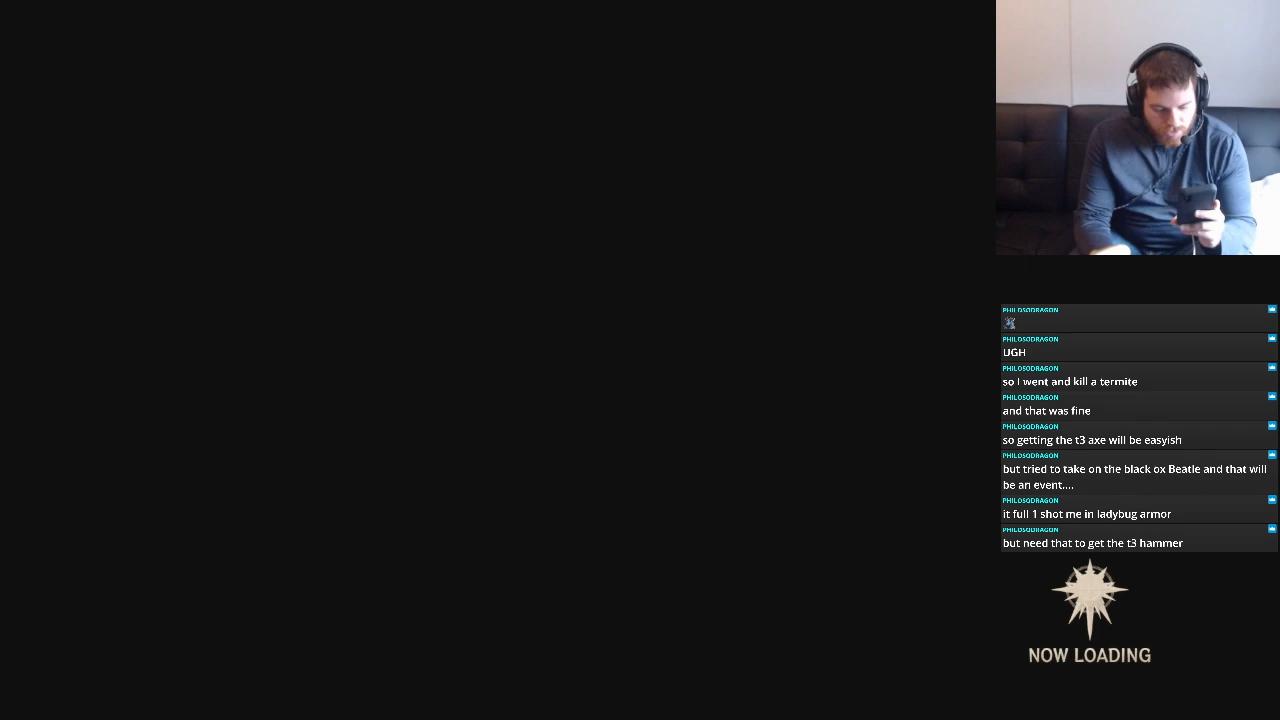 PHILOSODRAGON
PHILOSODRAGON
UGH
PHILOSODRAGON
so I went and kill a termite
PHILOSODRAGON
and that was fine
PHILOSODRAGON
so getting the t3 axe will be easyish
PHILOSODRAGON
but tried to take on the black ox Beatle and that will
be an event....
PHILOSODRAGON
it full 1 shot me in ladybug armor
PHILOSODRAGON
but need that to get the t3 hammer
NOW LOADING